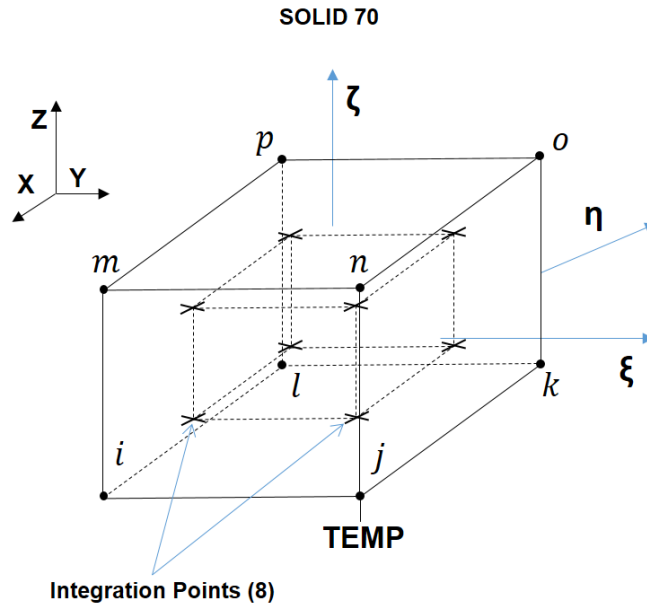 SOLID 70
ζ
p
o
Z
X
Y
η
m
n
ξ
l
k
i
j
TEMP
Integration Points (8)